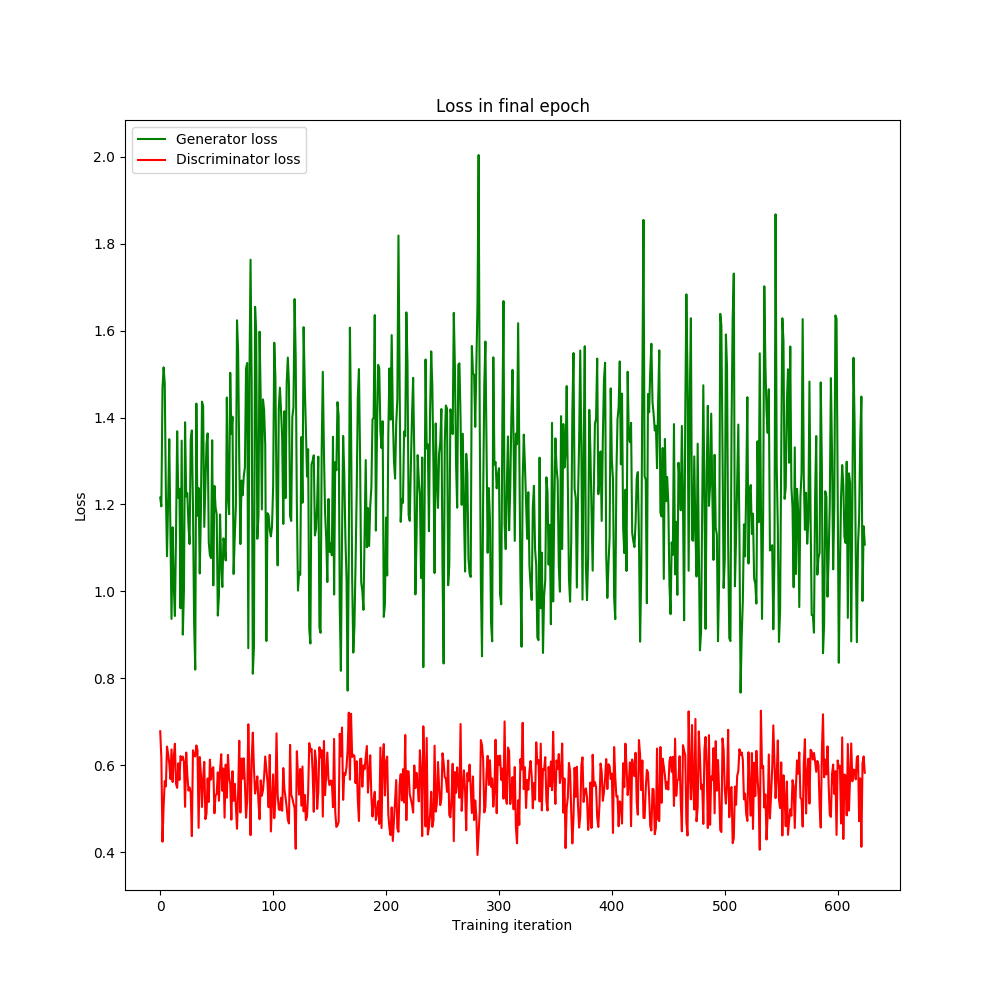 Loss in final epoch
Generator loss
Discriminator loss
2.0
1.8
1.6
1.4
1.2
1.0
0.8
0.6
0.4
Loss
0 100 200 300 400 500 600
Training iteration